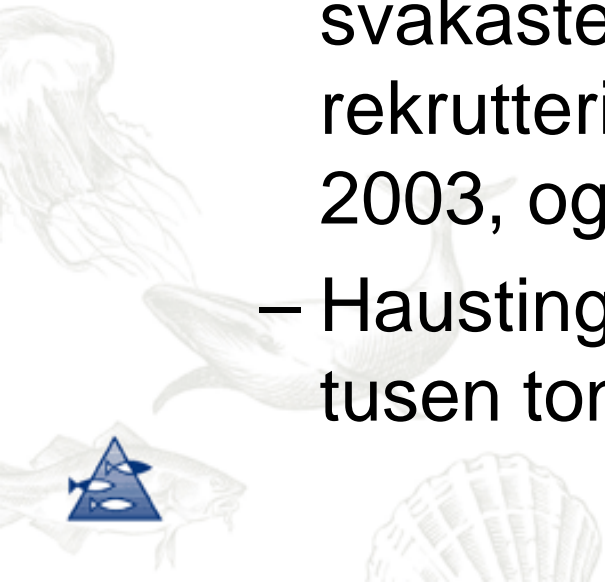 svakaste
rekrutteri
2003, og
– Hausting
tusen ton